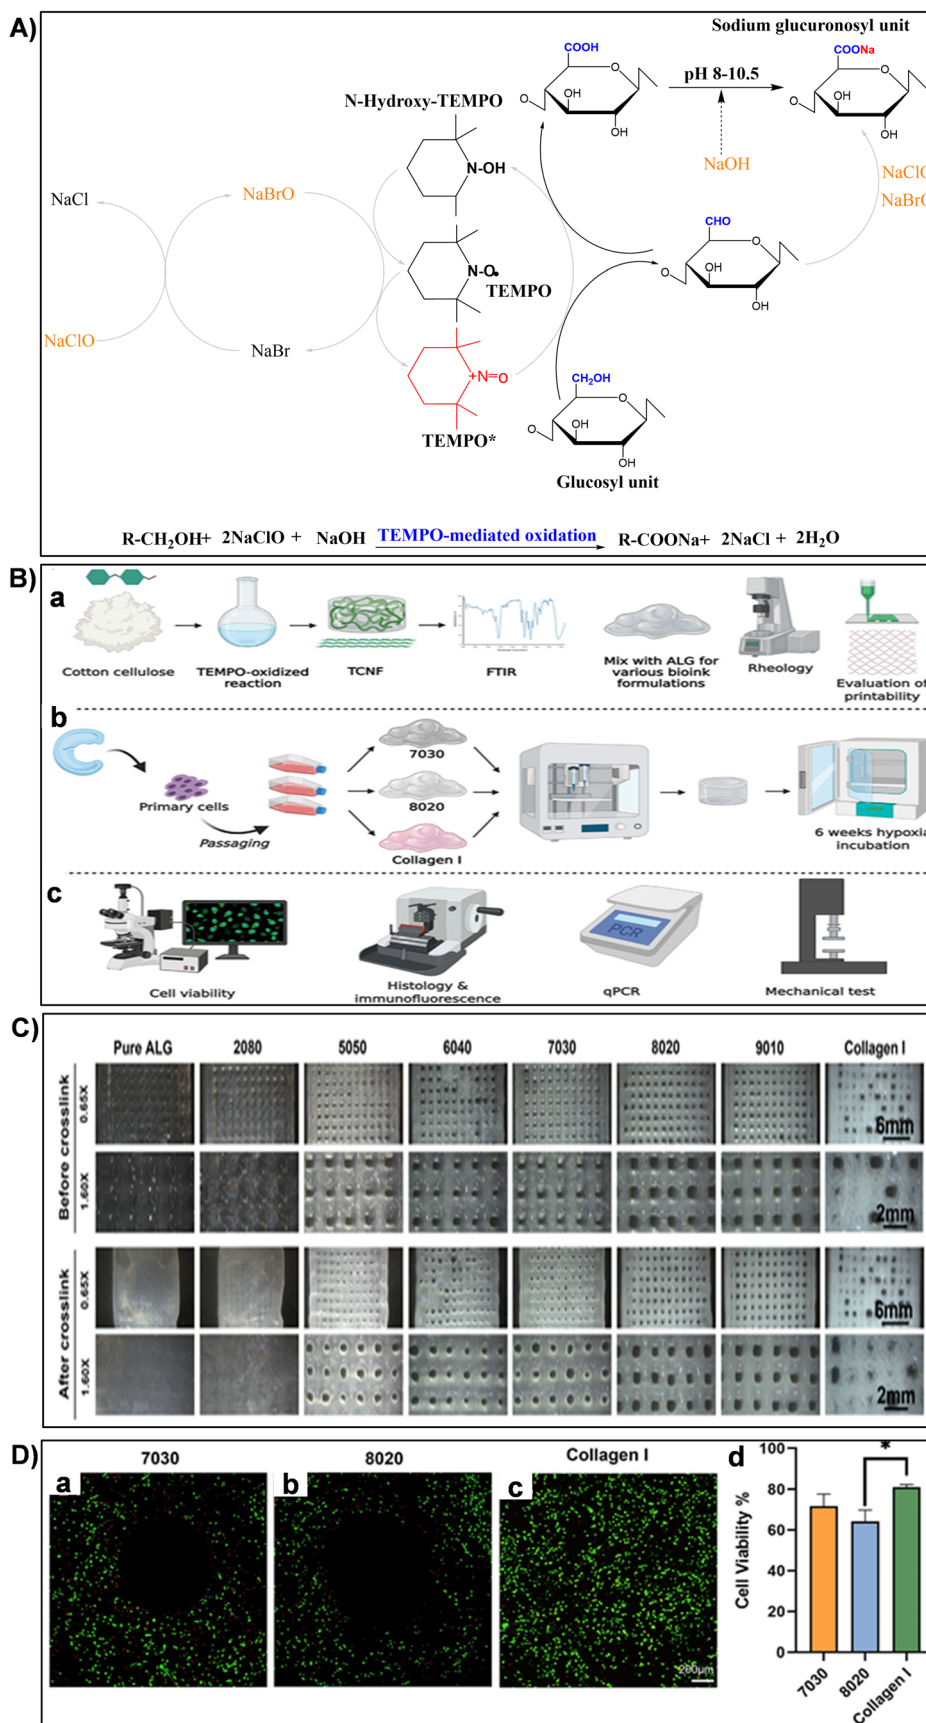 A)
Sodium glucuronosyl unit
COOH
COONa
pH 8-10.5
N-Hydroxy-TEMPO
O
OH
OH
O
O
OH
OH
O
NaOH
N-OH
NaClO
NaBrO
NaCl
NaBrO
CHO
O
OH
OH
O
N-O•
TEMPO
NaClO
NaBr
+N=O
CH₂OH
O
OH
OH
O
TEMPO*
Glucosyl unit
R-CH₂OH+ 2NaClO + NaOH TEMPO-mediated oxidation R-COONa+ 2NaCl + 2H₂O
B)
a
Cotton cellulose
TEMPO-oxidized
reaction
TCNF
FTIR
Mix with ALG for
various bioink
formulations
Rheology
Evaluation of
printability
b
7030
Primary cells
8020
Passaging
Collagen I
6 weeks hypoxia
incubation
c
PCR
Cell viability
Histology &
immunofluorescence
qPCR
Mechanical test
C)
Pure ALG 2080 5050 6040 7030 8020 9010 Collagen I
Before crosslink
0.65X
6mm
1.60X
2mm
After crosslink
0.65X
6mm
1.60X
2mm
D)
7030
8020
Collagen I
a
b
c
200µm
d
*
Cell Viability %
100
80
60
40
20
0
7030
8020
Collagen I